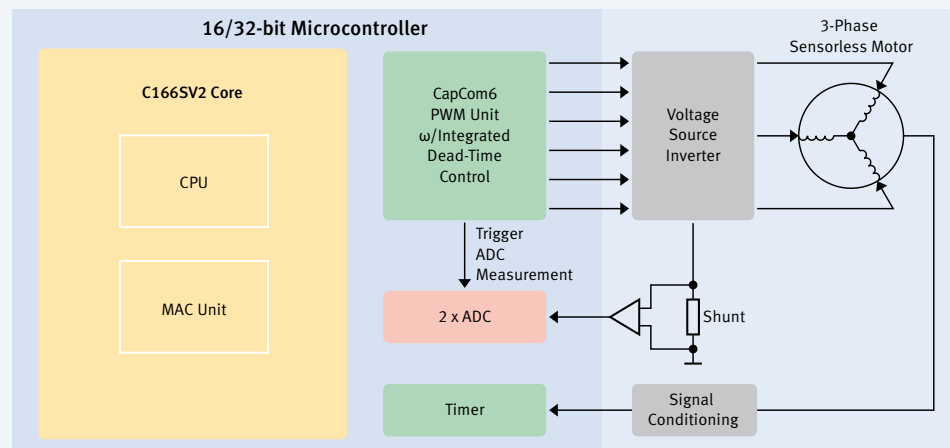 16/32-bit Microcontroller
3-Phase
Sensorless Motor
C166SV2 Core
CPU
MAC Unit
CapCom6
PWM Unit
ω/Integrated
Dead-Time
Control
Voltage
Source
Inverter
Trigger
ADC
Measurement
2 x ADC
Shunt
Timer
Signal
Conditioning